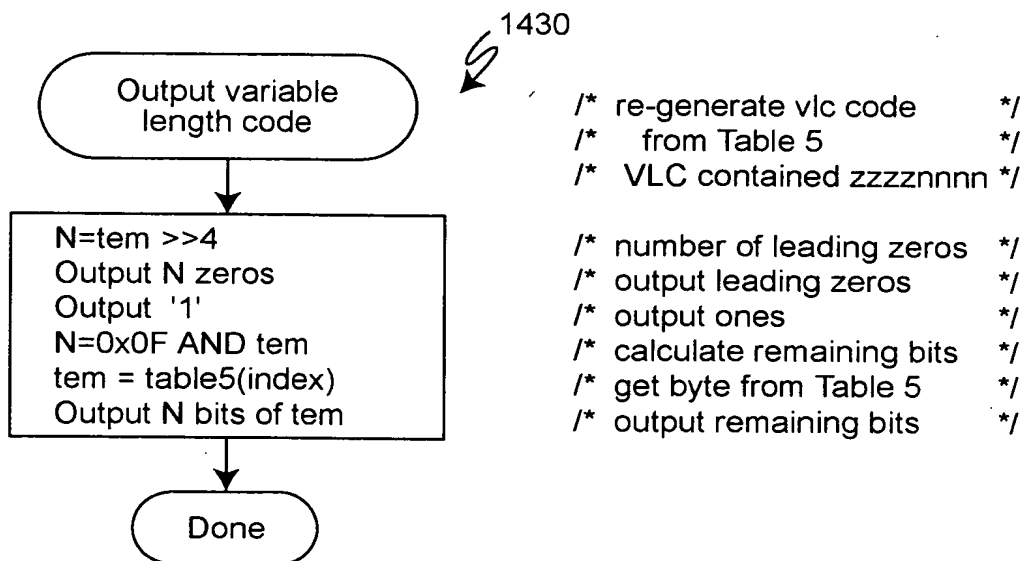 1430
Output variable
length code
/* re-generate vlc code */
/* from Table 5 */
/* VLC contained zzzznnnn */
N=tem >>4
Output N zeros
Output '1'
N=0x0F AND tem
tem = table5(index)
Output N bits of tem
/* number of leading zeros */
/* output leading zeros */
/* output ones */
/* calculate remaining bits */
/* get byte from Table 5 */
/* output remaining bits */
Done